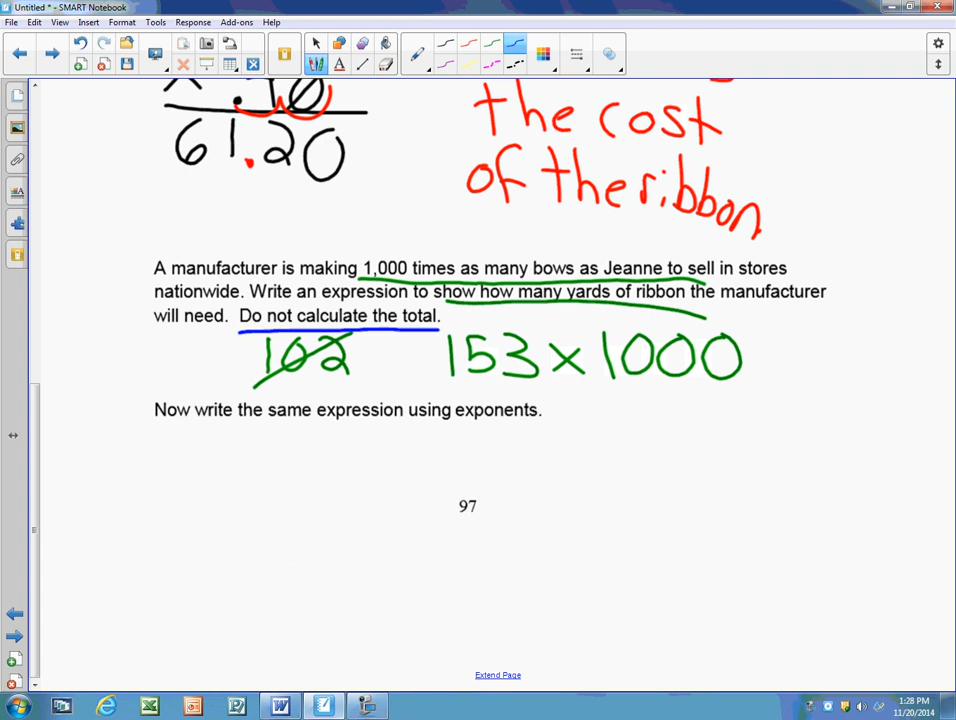 Untitled * - SMART Notebook
File Edit View Insert Format Tools Response Add-ons Help
x .10
61.20
the cost
of the ribbon
A manufacturer is making 1,000 times as many bows as Jeanne to sell in stores
nationwide. Write an expression to show how many yards of ribbon the manufacturer
will need. Do not calculate the total.
102 153 x 1000
Now write the same expression using exponents.
97
Extend Page
1:28 PM
11/20/2014